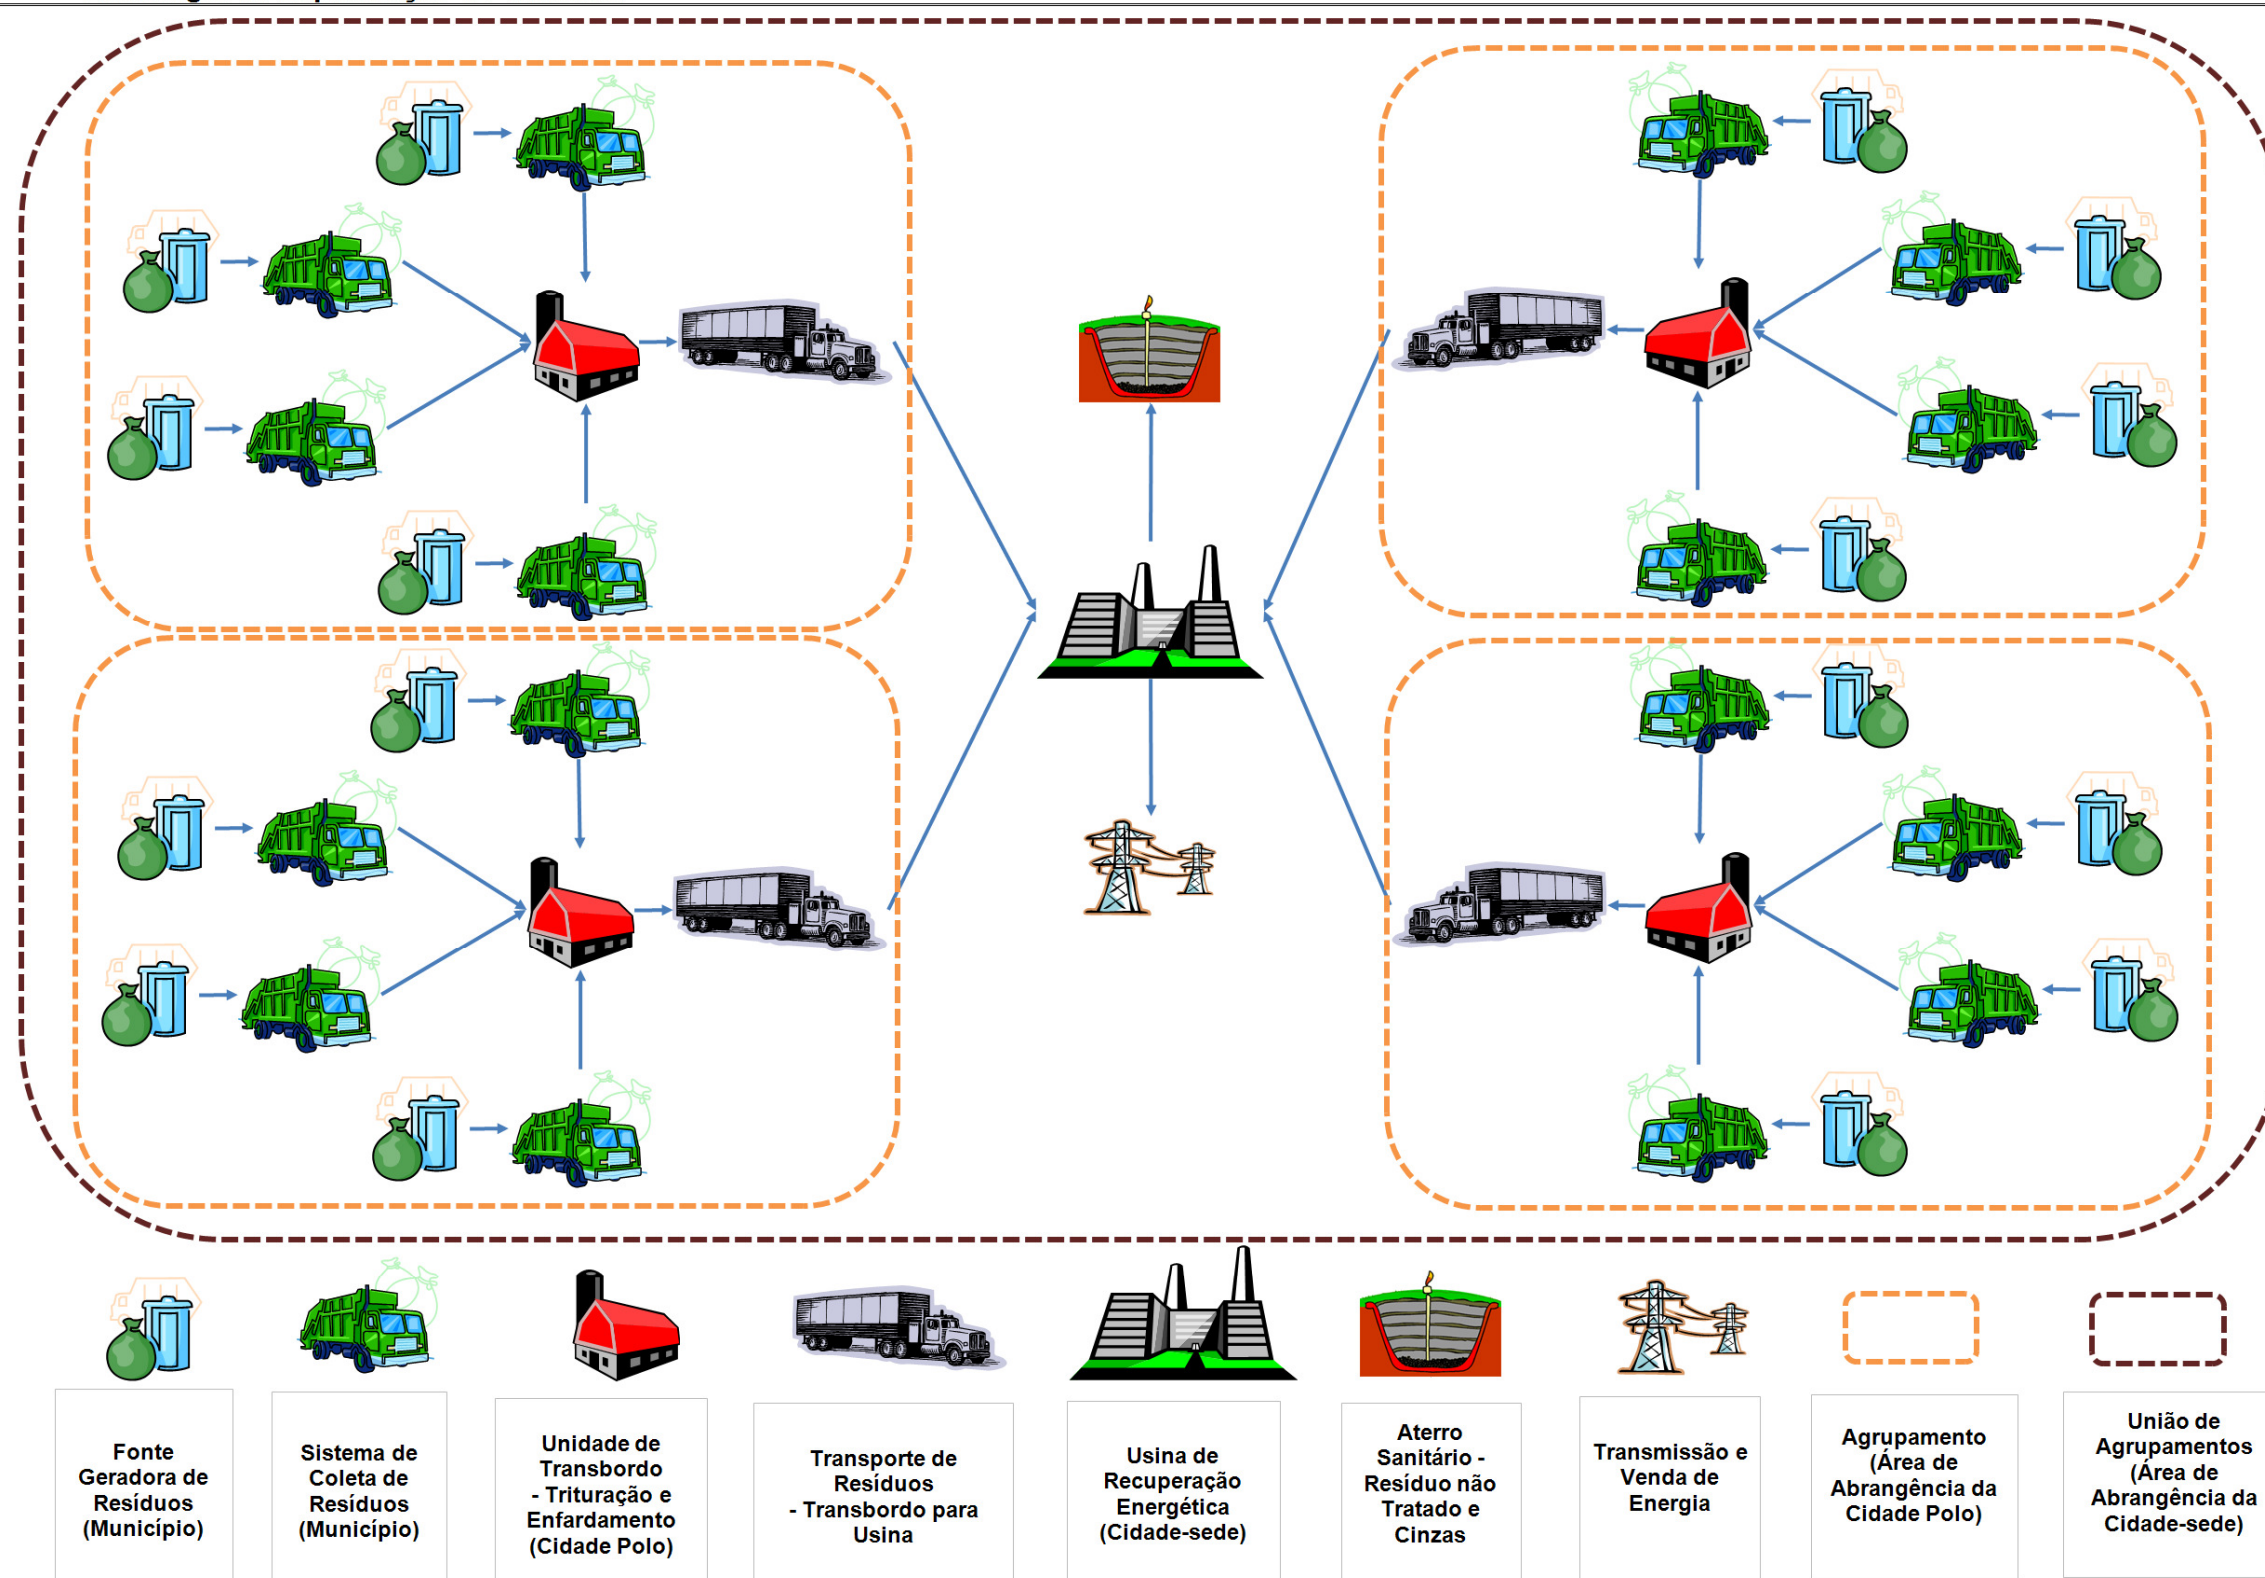 Fonte
Geradora de
Resíduos
(Município)
Sistema de
Coleta de
Resíduos
(Município)
Unidade de
Transbordo
- Trituração e
Enfardamento
(Cidade Polo)
Transporte de
Resíduos
- Transbordo para
Usina
Usina de
Recuperação
Energética
(Cidade-sede)
Aterro
Sanitário -
Resíduo não
Tratado e
Cinzas
Transmissão e
Venda de
Energia
Agrupamento
(Área de
Abrangência da
Cidade Polo)
União de
Agrupamentos
(Área de
Abrangência da
Cidade-sede)